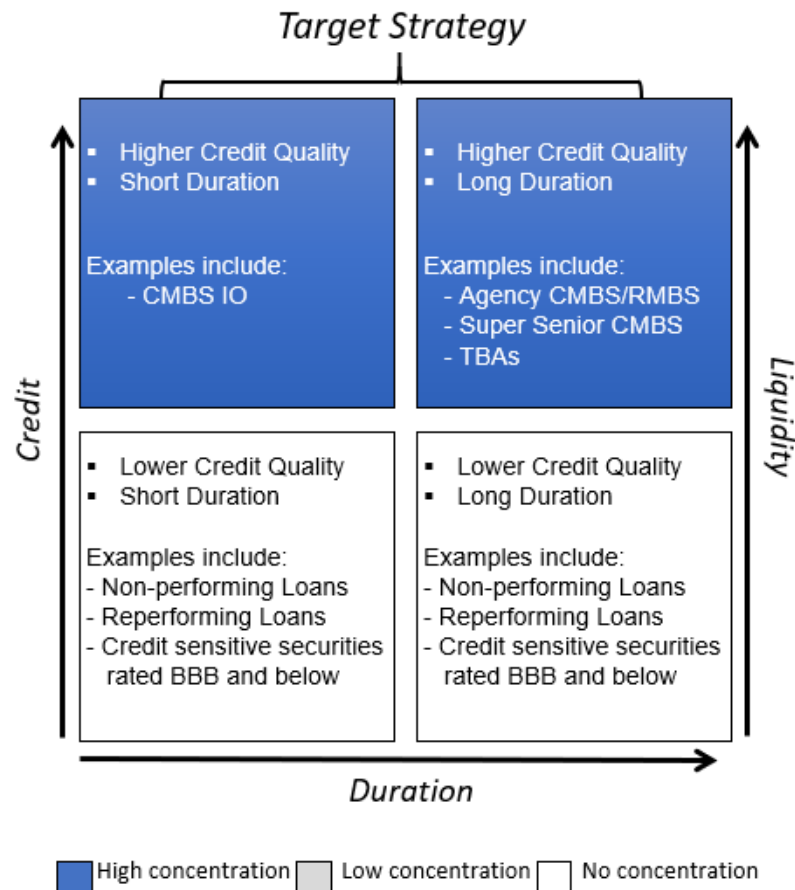 Target Strategy
▪ Higher Credit Quality
▪ Short Duration
Examples include:
- CMBS IO
▪ Higher Credit Quality
▪ Long Duration
Examples include:
- Agency CMBS/RMBS
- Super Senior CMBS
- TBAs
Credit
Liquidity
▪ Lower Credit Quality
▪ Short Duration
Examples include:
- Non-performing Loans
- Reperforming Loans
- Credit sensitive securities
rated BBB and below
▪ Lower Credit Quality
▪ Long Duration
Examples include:
- Non-performing Loans
- Reperforming Loans
- Credit sensitive securities
rated BBB and below
Duration
High concentration
Low concentration
No concentration